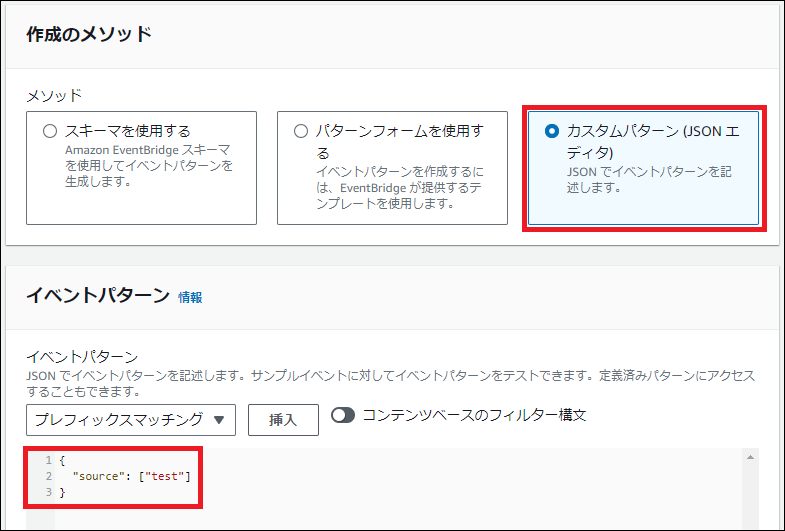 作成のメソッド
メソッド
スキーマを使用する
Amazon EventBridge スキーマ
を使用してイベントパターンを
生成します。
パターンフォームを使用す
る
イベントパターンを作成するに
は、EventBridge が提供するテ
ンプレートを使用します。
カスタムパターン (JSON エ
ディタ)
JSON でイベントパターンを記
述します。
イベントパターン 情報
イベントパターン
JSON でイベントパターンを記述します。サンプルイベントに対してイベントパターンをテストできます。定義済みパターンにアクセス
することもできます。
プレフィックスマッチング ▼ 挿入 コンテンツベースのフィルター構文
1 {
2 "source": ["test"]
3 }